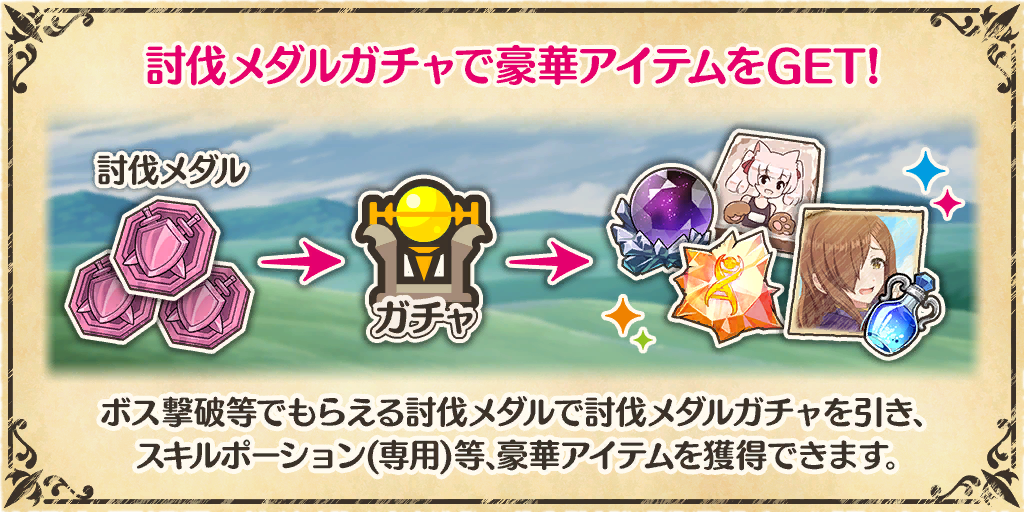 討伐メダルガチャで豪華アイテムをGET!
討伐メダル
ガチャ
ボス撃破等でもらえる討伐メダルで討伐メダルガチャを引き、
スキルポーション(専用)等、豪華アイテムを獲得できます。